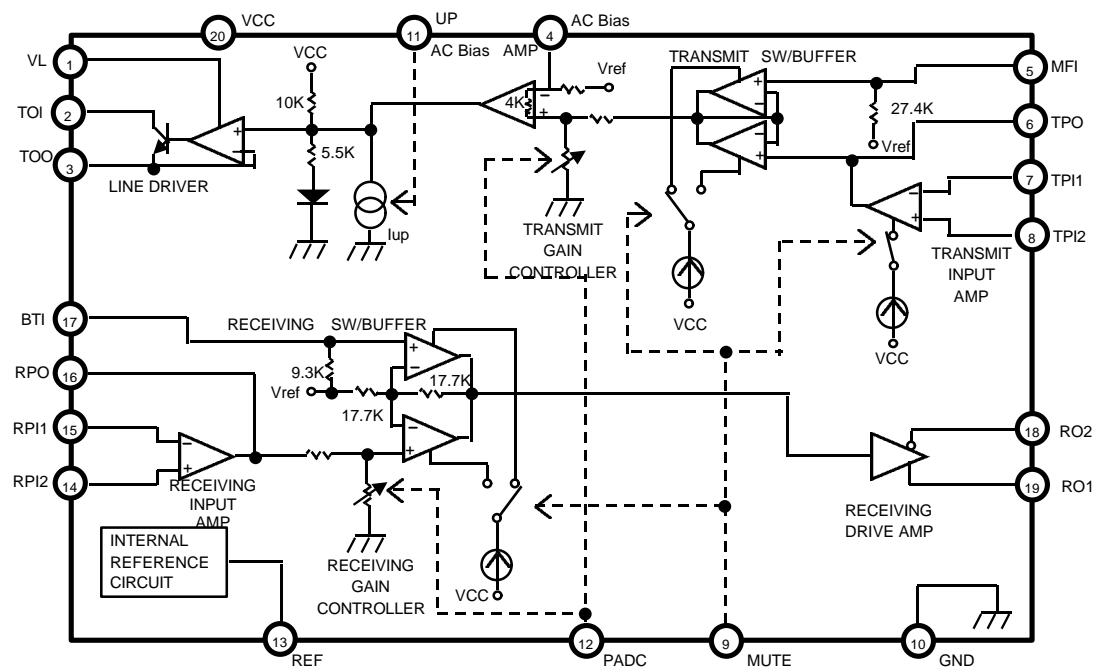 VCC
UP
AC Bias
20
11
4
AC Bias
AMP
TRANSMIT SW/BUFFER
VL
1
VCC
Vref
5
MFI
TOI
2
10K
4K
27.4K
6
TPO
TOO
3
5.5K
Vref
LINE DRIVER
7
TPI1
Iup
TRANSMIT
GAIN
CONTROLLER
8
TPI2
TRANSMIT
INPUT
AMP
VCC
VCC
BTI
17
RECEIVING SW/BUFFER
RPO
16
9.3K
17.7K
Vref
17.7K
RPI1
15
18
RO2
RPI2
14
RECEIVING
INPUT
AMP
19
RO1
RECEIVING
DRIVE AMP
INTERNAL
REFERENCE
CIRCUIT
RECEIVING
GAIN
CONTROLLER
VCC
13
12
9
10
REF
PADC
MUTE
GND
+
−
+
−
+
−
+
−
−
+
+
−
+
−
−
+